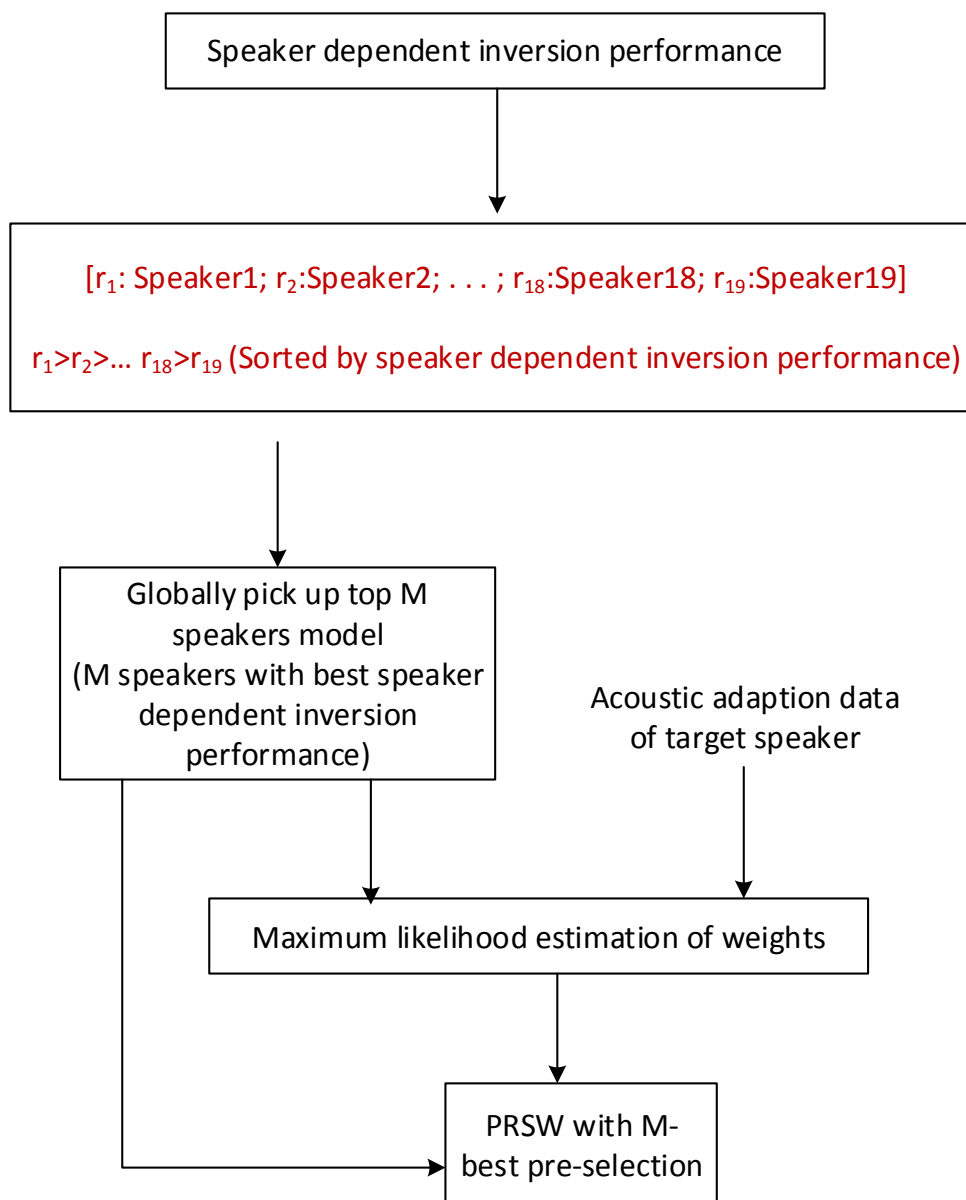 Speaker dependent inversion performance
[r₁: Speaker1; r₂:Speaker2; . . . ; r₁₈:Speaker18; r₁₉:Speaker19]
r₁>r₂>... r₁₈>r₁₉ (Sorted by speaker dependent inversion performance)
Globally pick up top M
speakers model
(M speakers with best speaker
dependent inversion
performance)
Acoustic adaption data
of target speaker
Maximum likelihood estimation of weights
PRSW with M-
best pre-selection